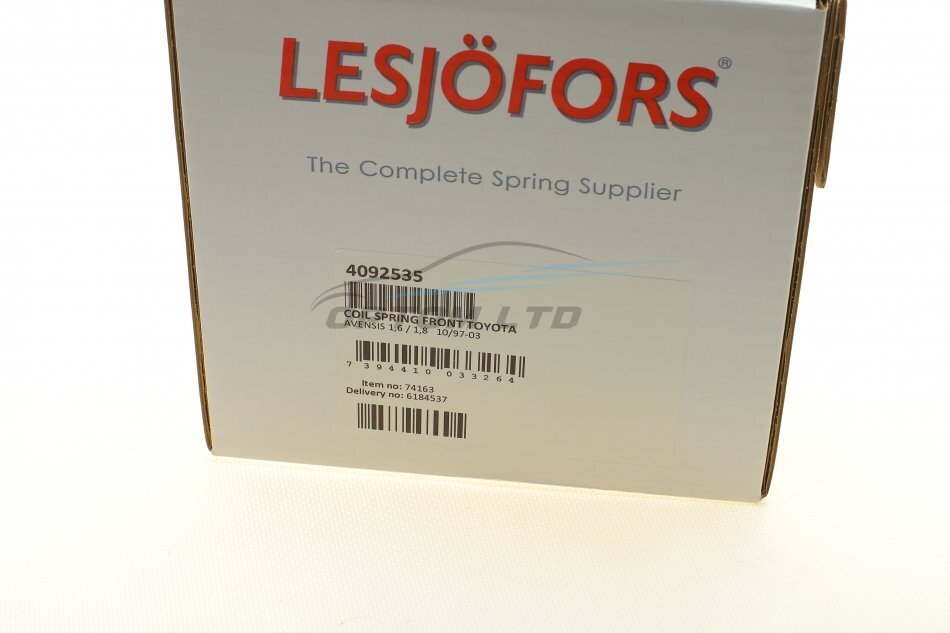 LESJÖFORS®
The Complete Spring Supplier
4092535
COIL SPRING FRONT TOYOTA
AVENSIS 1,6 / 1,8 10/97-03
7 394410 033264
Item no: 74163
Delivery no: 6184537
LTD